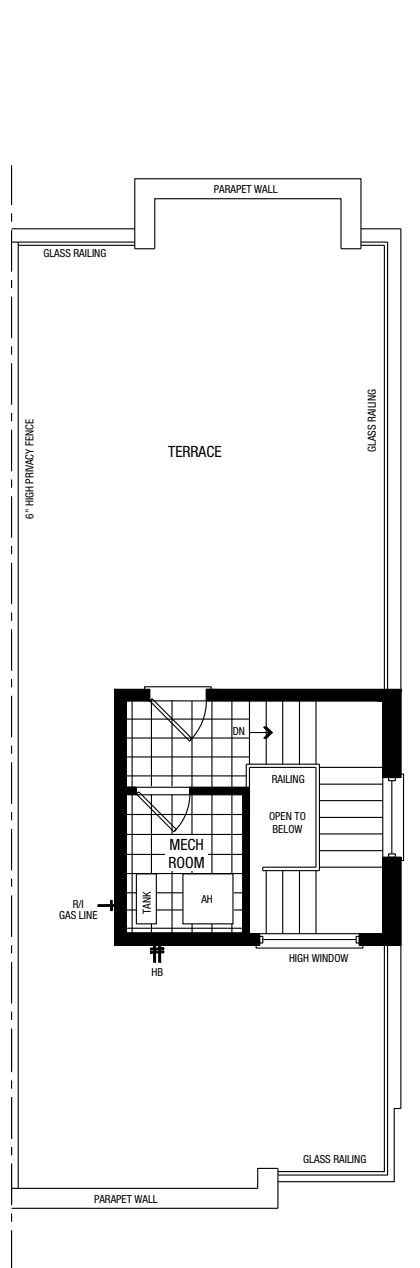 PARAPET WALL
GLASS RAILING
GLASS RAILING
6" HIGH PRIVACY FENCE
TERRACE
DN
RAILING
OPEN TO
BELOW
MECH
ROOM
TANK
AH
R/I
GAS LINE
HB
HIGH WINDOW
GLASS RAILING
PARAPET WALL